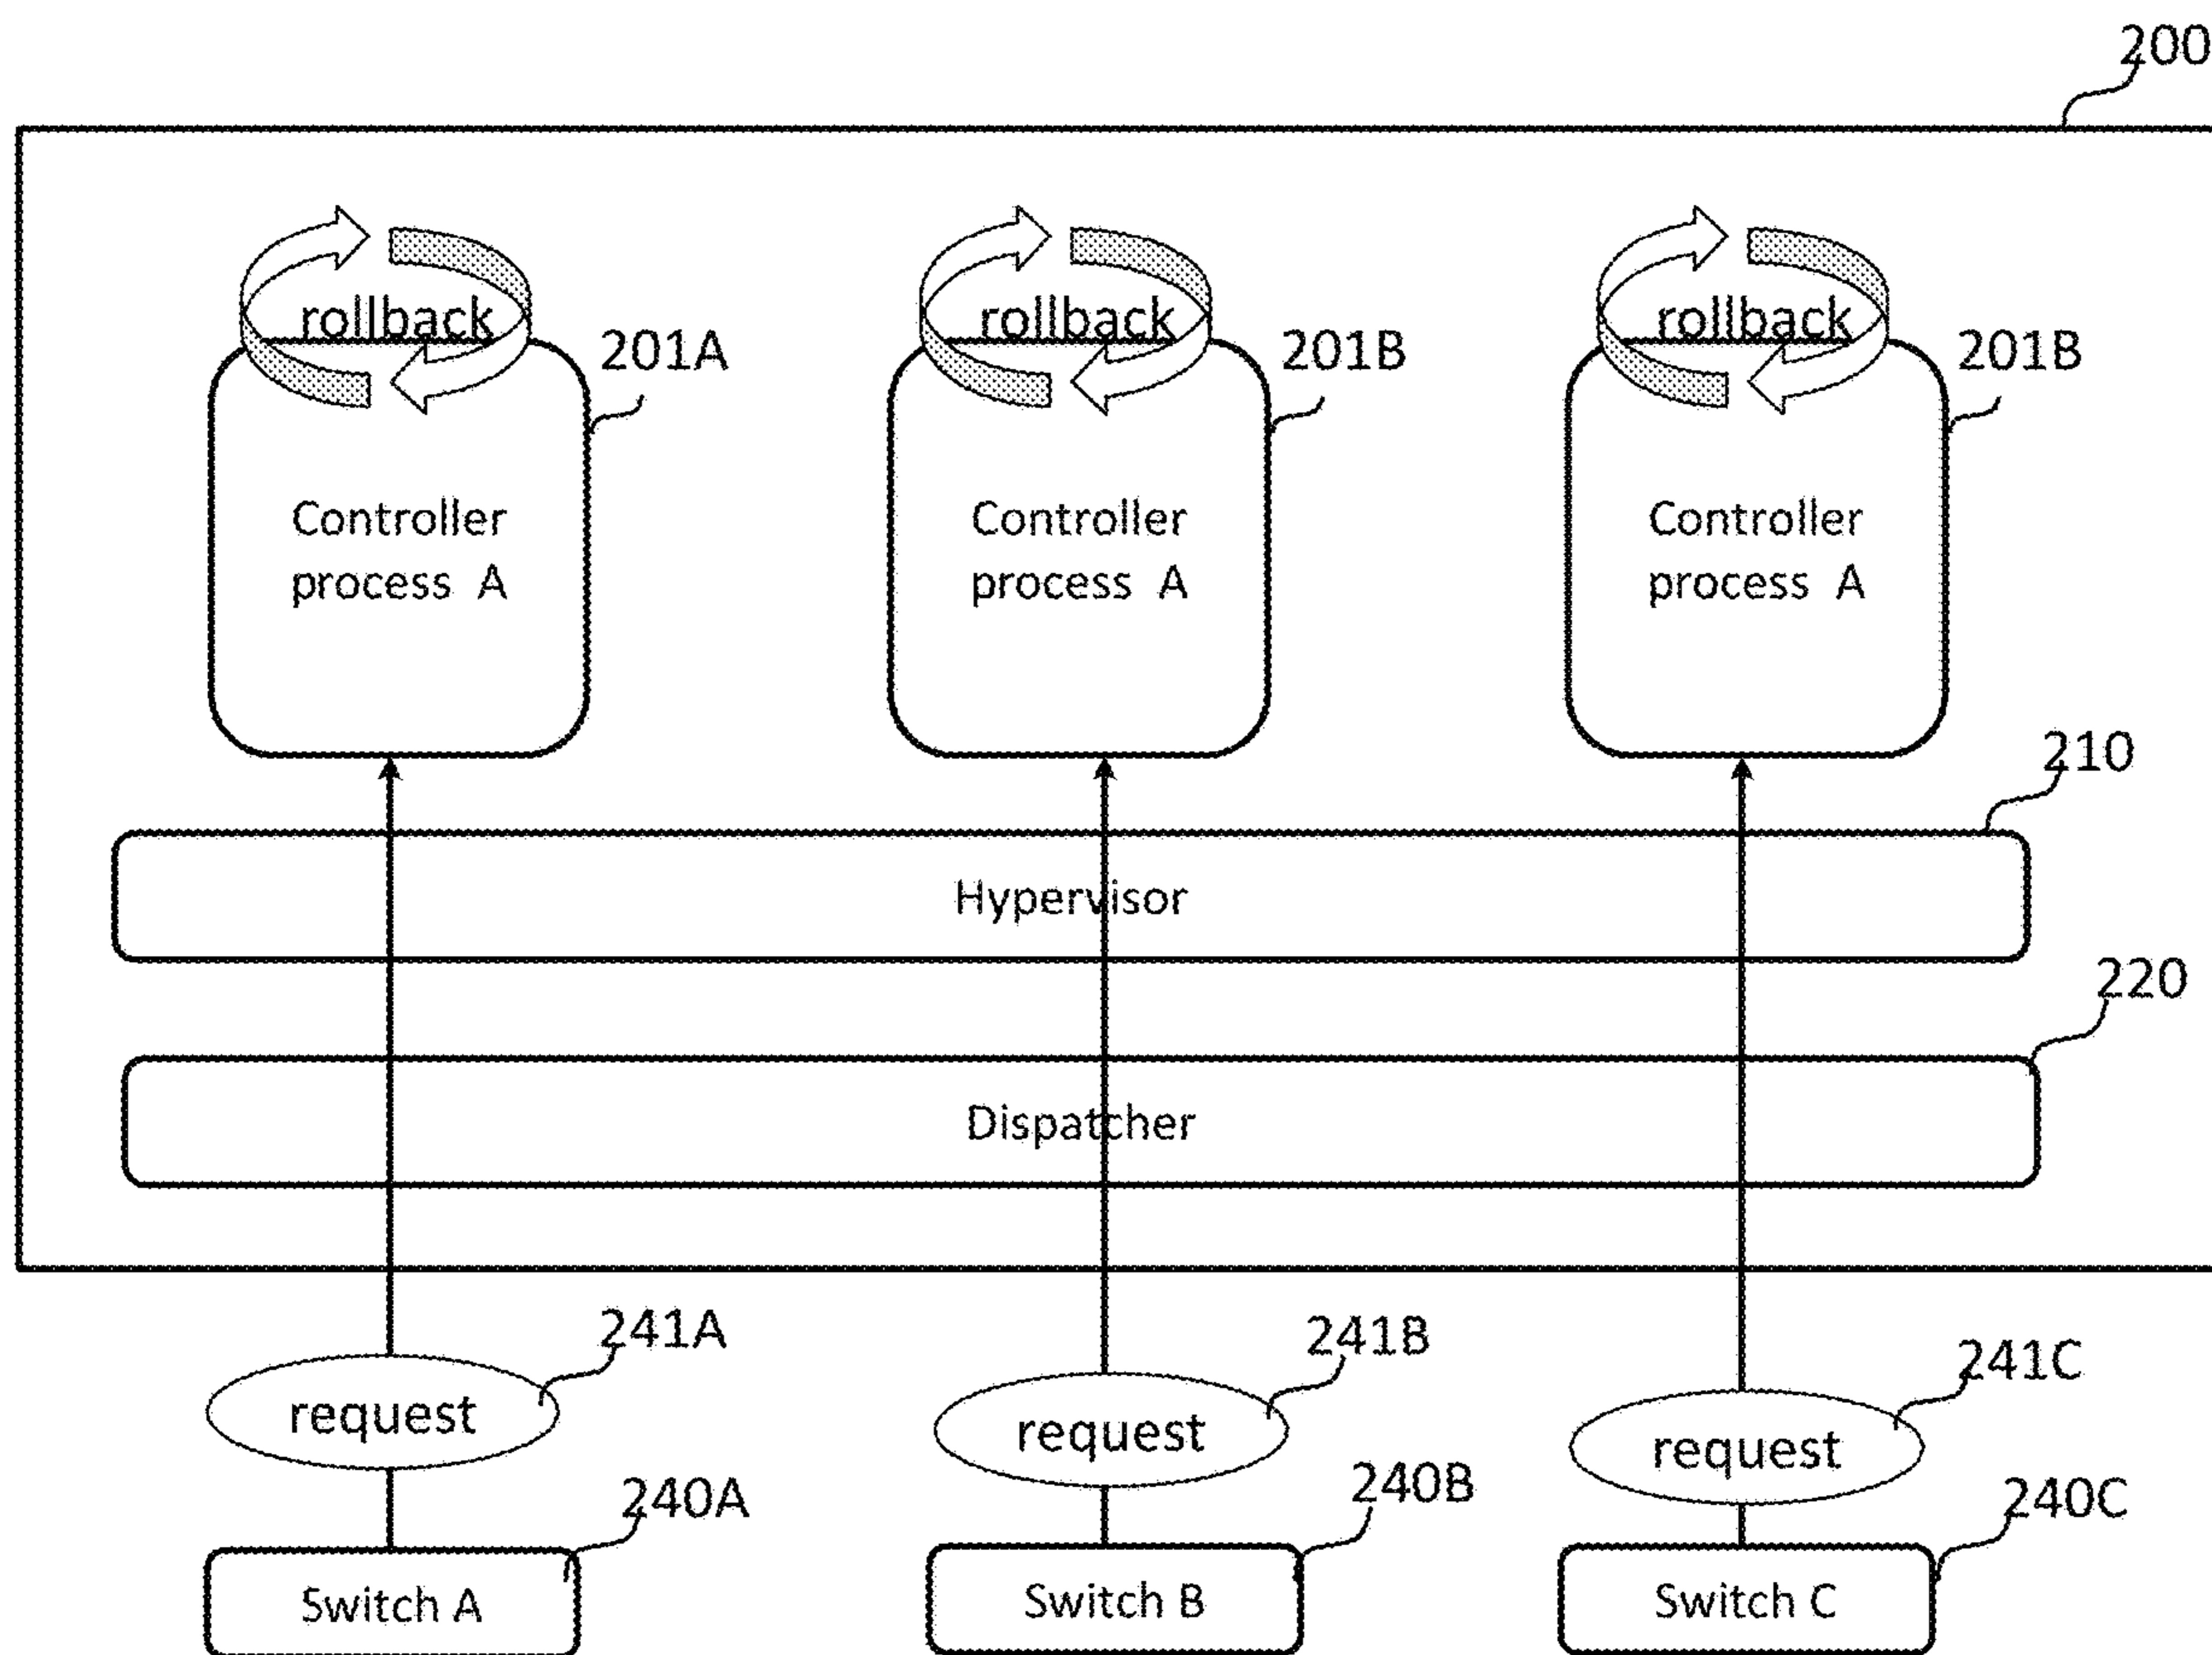 200
rollback
rollback
rollback
201A
201B
201B
Controller
process A
Controller
process A
Controller
process A
210
Hypervisor
220
Dispatcher
241A
241B
241C
request
request
request
240A
240B
240C
Switch A
Switch B
Switch C